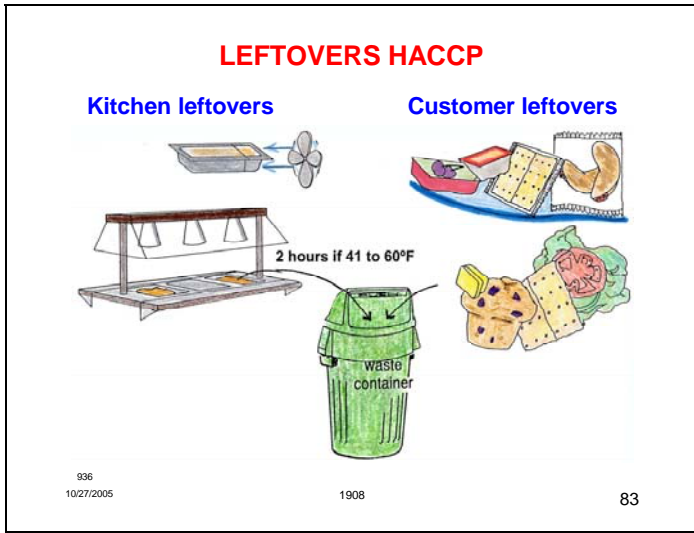 LEFTOVERS HACCP
Kitchen leftovers
Customer leftovers
2 hours if 41 to 60ºF
waste
container
936
10/27/2005
1908
83